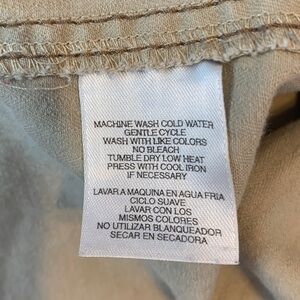 MACHINE WASH COLD WATER
GENTLE CYCLE
WASH WITH LIKE COLORS
NO BLEACH
TUMBLE DRY LOW HEAT
PRESS WITH COOL IRON
IF NECESSARY
LAVAR A MAQUINA EN AGUA FRIA
CICLO SUAVE
LAVAR CON LOS
MISMOS COLORES
NO UTILIZAR BLANQUEADOR
SECAR EN SECADORA